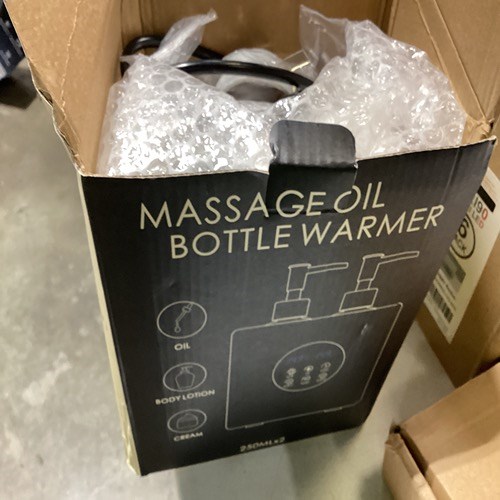 MASSAGE OIL
BOTTLE WARMER
OIL
BODY LOTION
CREAM
250MLX2